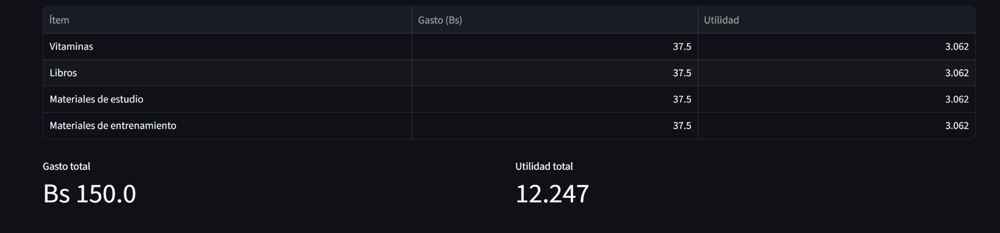 Ítem Gasto (Bs) Utilidad
Vitaminas 37.5 3.062
Libros 37.5 3.062
Materiales de estudio 37.5 3.062
Materiales de entrenamiento 37.5 3.062
Gasto total Utilidad total
Bs 150.0 12.247